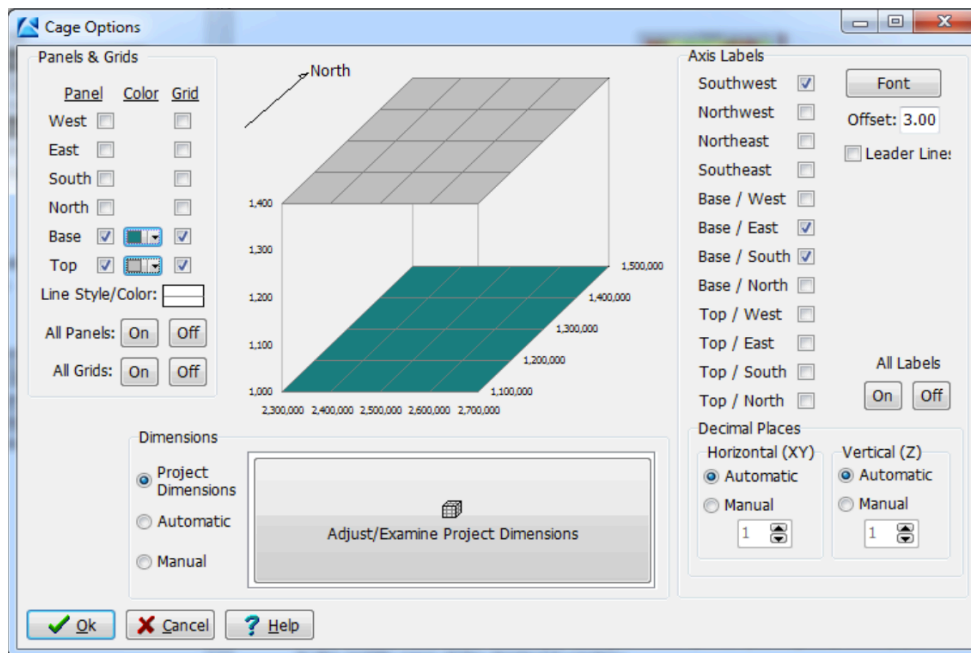 Cage Options
Panels & Grids
Panel Color Grid
West
East
South
North
Base
Top
Line Style/Color:
All Panels: On Off
All Grids: On Off
North
1,400
1,300
1,200
1,100
1,000
1,500,000
1,400,000
1,300,000
1,200,000
1,100,000
2,300,000 2,400,000 2,500,000 2,600,000 2,700,000
Axis Labels
Southwest
Northwest
Northeast
Southeast
Base / West
Base / East
Base / South
Base / North
Top / West
Top / East
Top / South
Top / North
Font
Offset: 3.00
Leader Line
All Labels
On Off
Decimal Places
Horizontal (XY)
Automatic
Manual
1
Vertical (Z)
Automatic
Manual
1
Dimensions
Project
Dimensions
Automatic
Manual
Adjust/Examine Project Dimensions
Ok Cancel Help